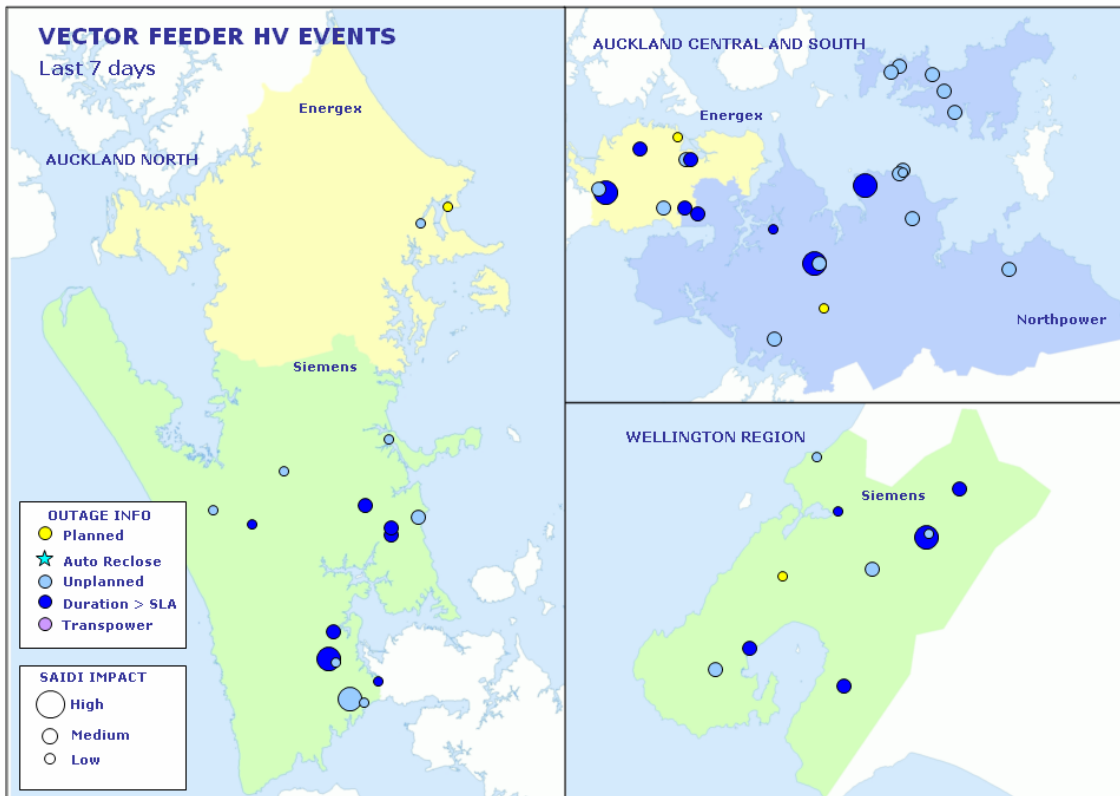 VECTOR FEEDER HV EVENTS
Last 7 days
Energex
AUCKLAND NORTH
Siemens
OUTAGE INFO
Planned
Auto Reclose
Unplanned
Duration > SLA
Transpower
SAIDI IMPACT
High
Medium
Low
AUCKLAND CENTRAL AND SOUTH
Energex
Northpower
WELLINGTON REGION
Siemens